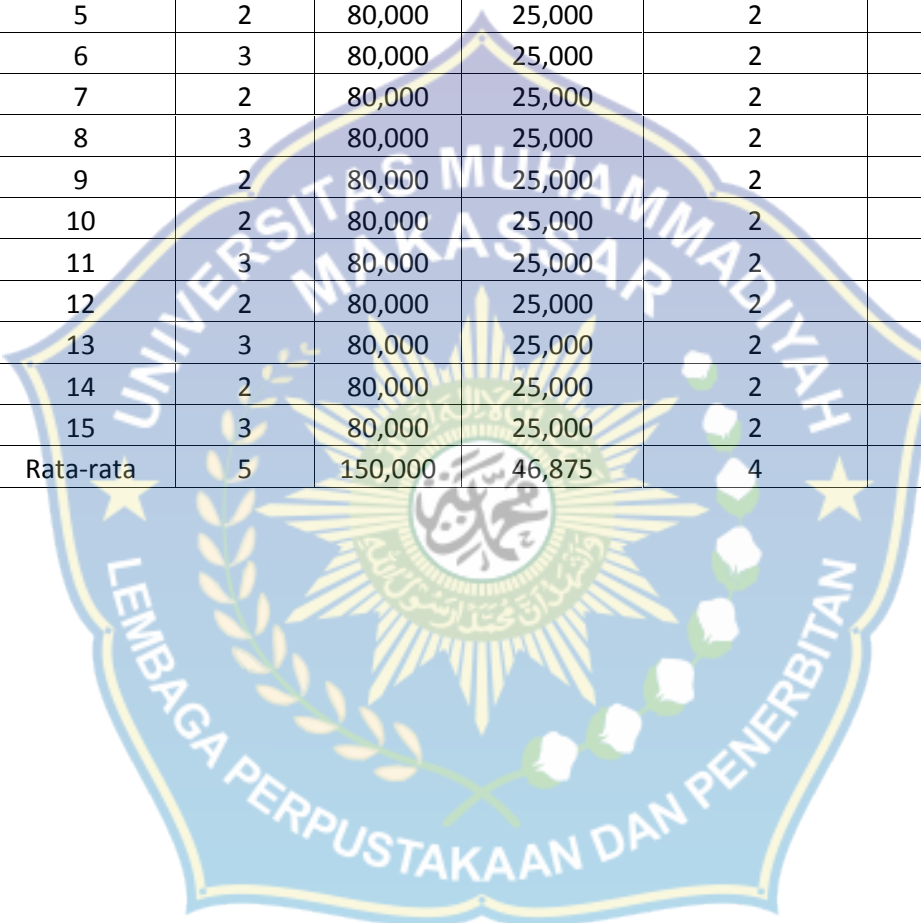 5 2 80,000 25,000 2
6 3 80,000 25,000 2
7 2 80,000 25,000 2
8 3 80,000 25,000 2
9 2 80,000 25,000 2
10 2 80,000 25,000 2
11 3 80,000 25,000 2
12 2 80,000 25,000 2
13 3 80,000 25,000 2
14 2 80,000 25,000 2
15 3 80,000 25,000 2
Rata-rata 5 150,000 46,875 4
UNIVERSITAS MUHAMMADIYAH
MAKASSAR
LEMBAGA PERPUSTAKAAN DAN PENERBITAN